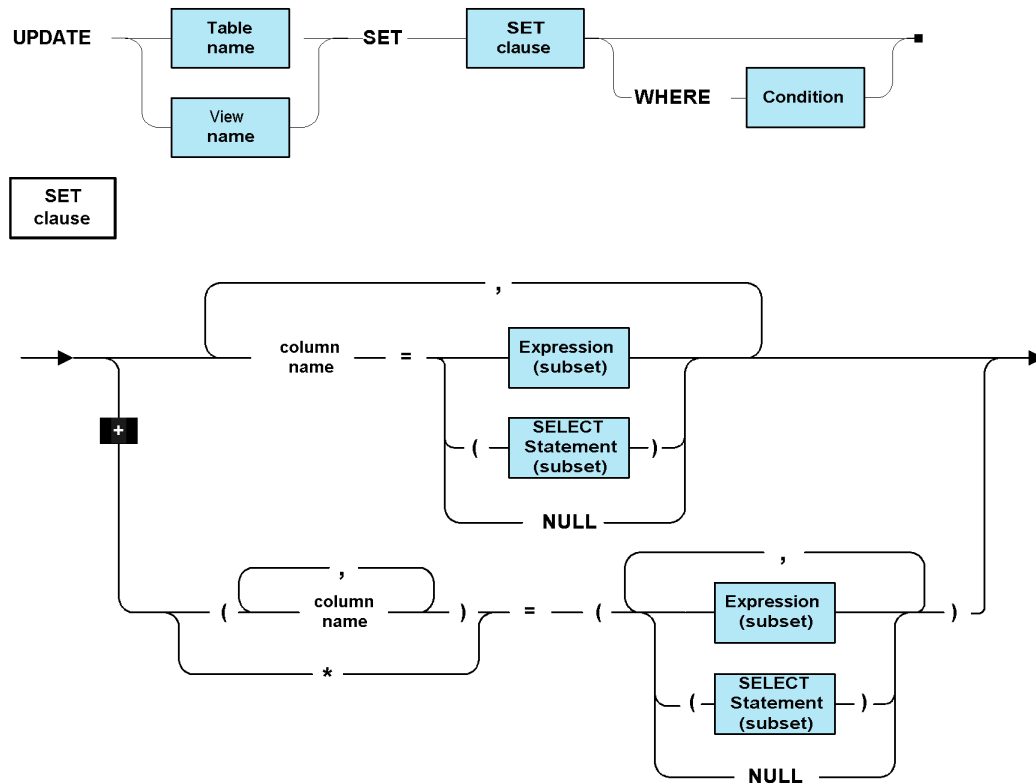 UPDATE
Table
name
SET
SET
clause
View
name
WHERE
Condition
SET
clause
,
column
name
=
Expression
(subset)
+
(
SELECT
Statement
(subset)
)
NULL
,
(
column
name
)
=
(
,
Expression
(subset)
)
*
(
SELECT
Statement
(subset)
)
NULL